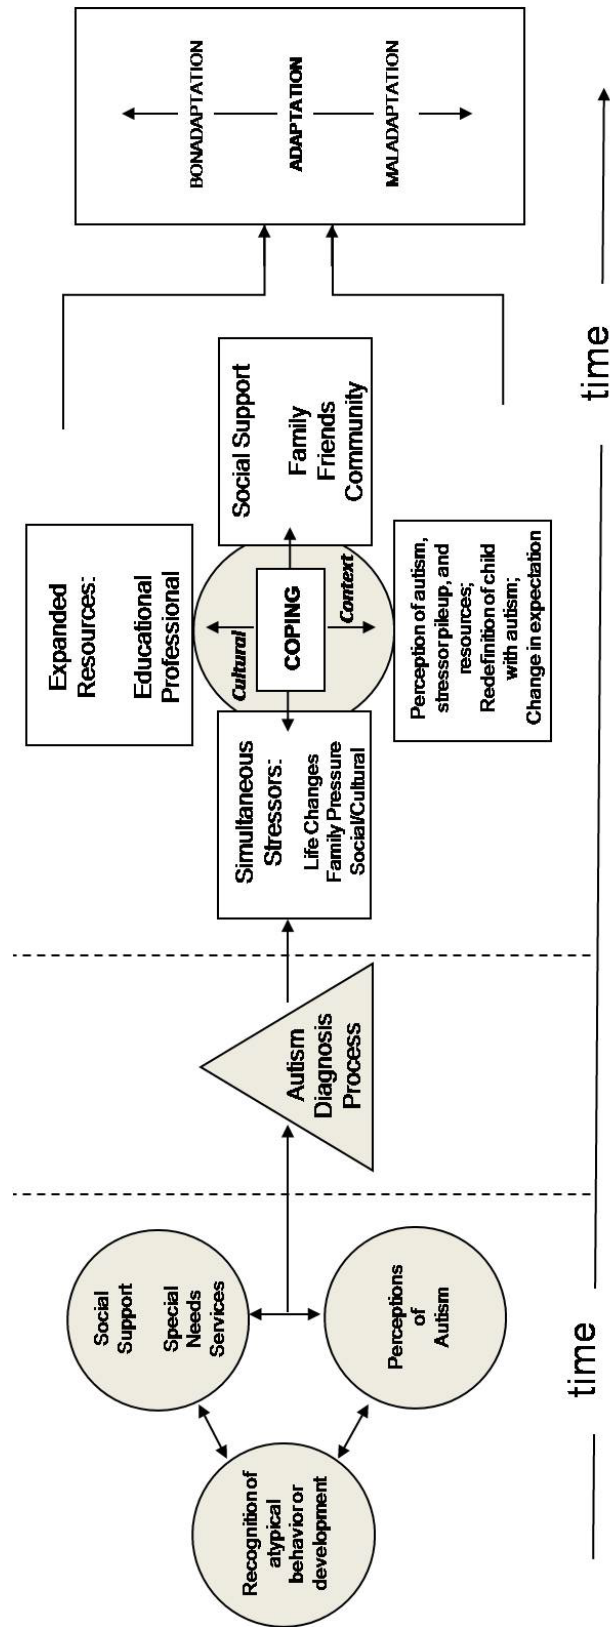 Recognition of
atypical
behavior or
development
Social
Support
Special
Needs
Services
Perceptions
of
Autism
Autism
Diagnosis
Process
Simultaneous
Stressors:
Life Changes
Family Pressure
Social/Cultural
Expanded
Resources:
Educational
Professional
Cultural
COPING
Context
Social Support
Family
Friends
Community
Perception of autism,
stressor pileup, and
resources;
Redefinition of child
with autism;
Change in expectation
BONADAPTATION
ADAPTATION
MALADAPTATION
time
time